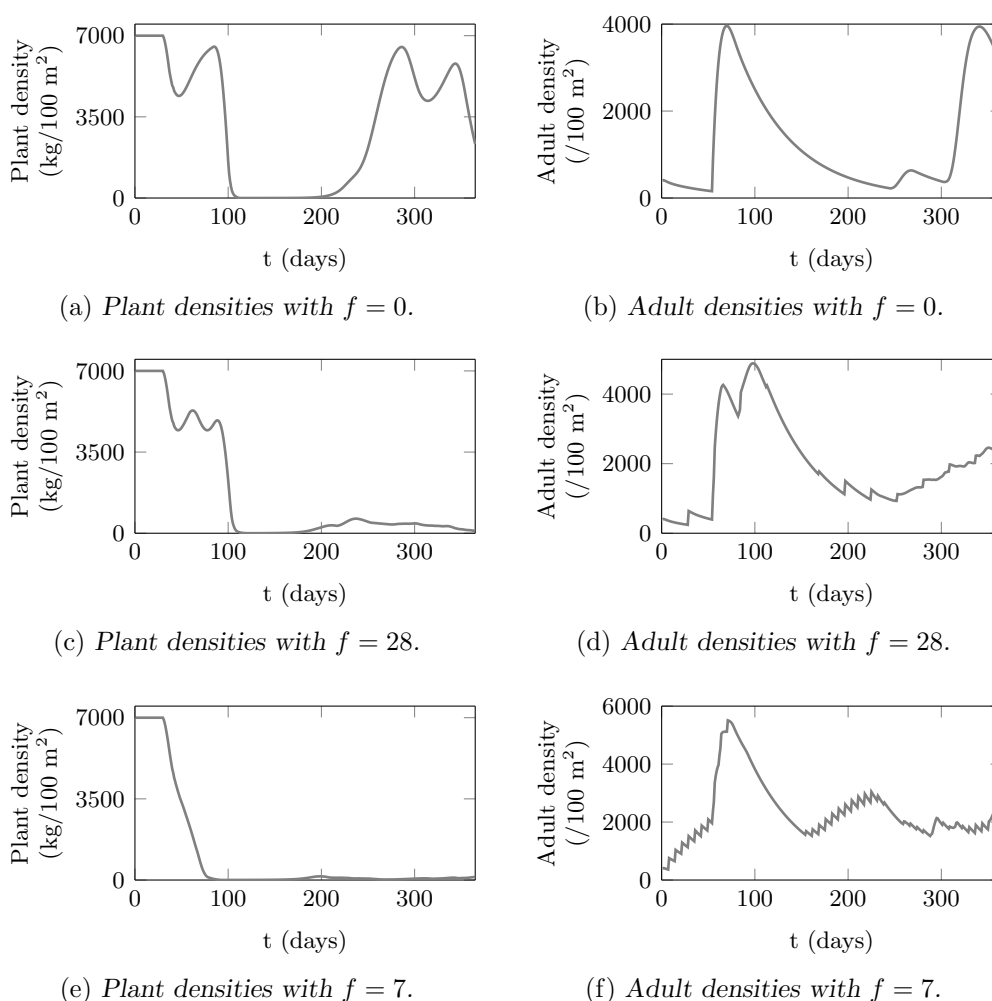 7000
3500
0
Plant density
(kg/100 m²)
0 100 200 300
t (days)
(a) Plant densities with f = 0.
4000
2000
0
Adult density
(/100 m²)
0 100 200 300
t (days)
(b) Adult densities with f = 0.
7000
3500
0
Plant density
(kg/100 m²)
0 100 200 300
t (days)
(c) Plant densities with f = 28.
4000
2000
0
Adult density
(/100 m²)
0 100 200 300
t (days)
(d) Adult densities with f = 28.
7000
3500
0
Plant density
(kg/100 m²)
0 100 200 300
t (days)
(e) Plant densities with f = 7.
6000
4000
2000
0
Adult density
(/100 m²)
0 100 200 300
t (days)
(f) Adult densities with f = 7.